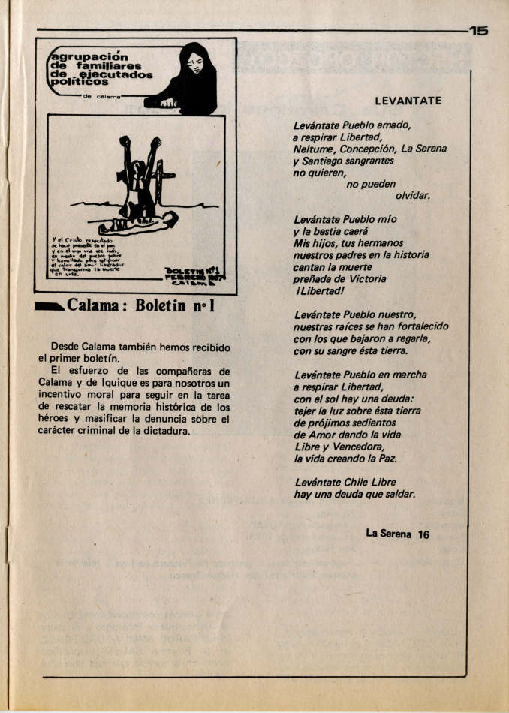 15
agrupación
de familiares
de ejecutados
políticos
de calama
BOLETIN Nº1
FEBRERO
CALAMA
Calama: Boletín nº 1
Desde Calama también hemos recibido
el primer boletín.
El esfuerzo de las compañeras de
Calama y de Iquique es para nosotros un
incentivo moral para seguir en la tarea
de rescatar la memoria histórica de los
héroes y masificar la denuncia sobre el
carácter criminal de la dictadura.
LEVANTATE
Levántate Pueblo amado,
a respirar Libertad,
Neltume, Concepción, La Serena
y Santiago sangrantes
no quieren,
no pueden
olvidar.
Levántate Pueblo mío
y la bestia caerá
Mis hijos, tus hermanos
nuestros padres en la historia
cantan la muerte
preñada de Victoria
¡Libertad!
Levántate Pueblo nuestro,
nuestras raíces se han fortalecido
con los que bajaron a regarla,
con su sangre ésta tierra.
Levántate Pueblo en marcha
a respirar Libertad,
con el sol hay una deuda:
tejer la luz sobre ésta tierra
de prójimos sedientos
de Amor dando la vida
Libre y Vencedora,
la vida creando la Paz.
Levántate Chile Libre
hay una deuda que saldar.
La Serena 16